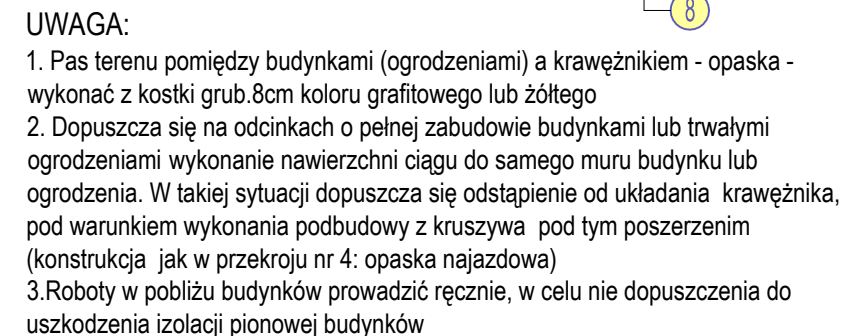 8
UWAGA:
1. Pas terenu pomiędzy budynkami (ogrodzeniami) a krawężnikiem - opaska -
wykonać z kostki grub.8cm koloru grafitowego lub żółtego
2. Dopuszcza się na odcinkach o pełnej zabudowie budynkami lub trwałymi
ogrodzeniami wykonanie nawierzchni ciągu do samego muru budynku lub
ogrodzenia. W takiej sytuacji dopuszcza się odstąpienie od układania  krawężnika,
pod warunkiem wykonania podbudowy z kruszywa  pod tym poszerzeniem
(konstrukcja  jak w przekroju nr 4: opaska najazdowa)
3.Roboty w pobliżu budynków prowadzić ręcznie, w celu nie dopuszczenia do
uszkodzenia izolacji pionowej budynków